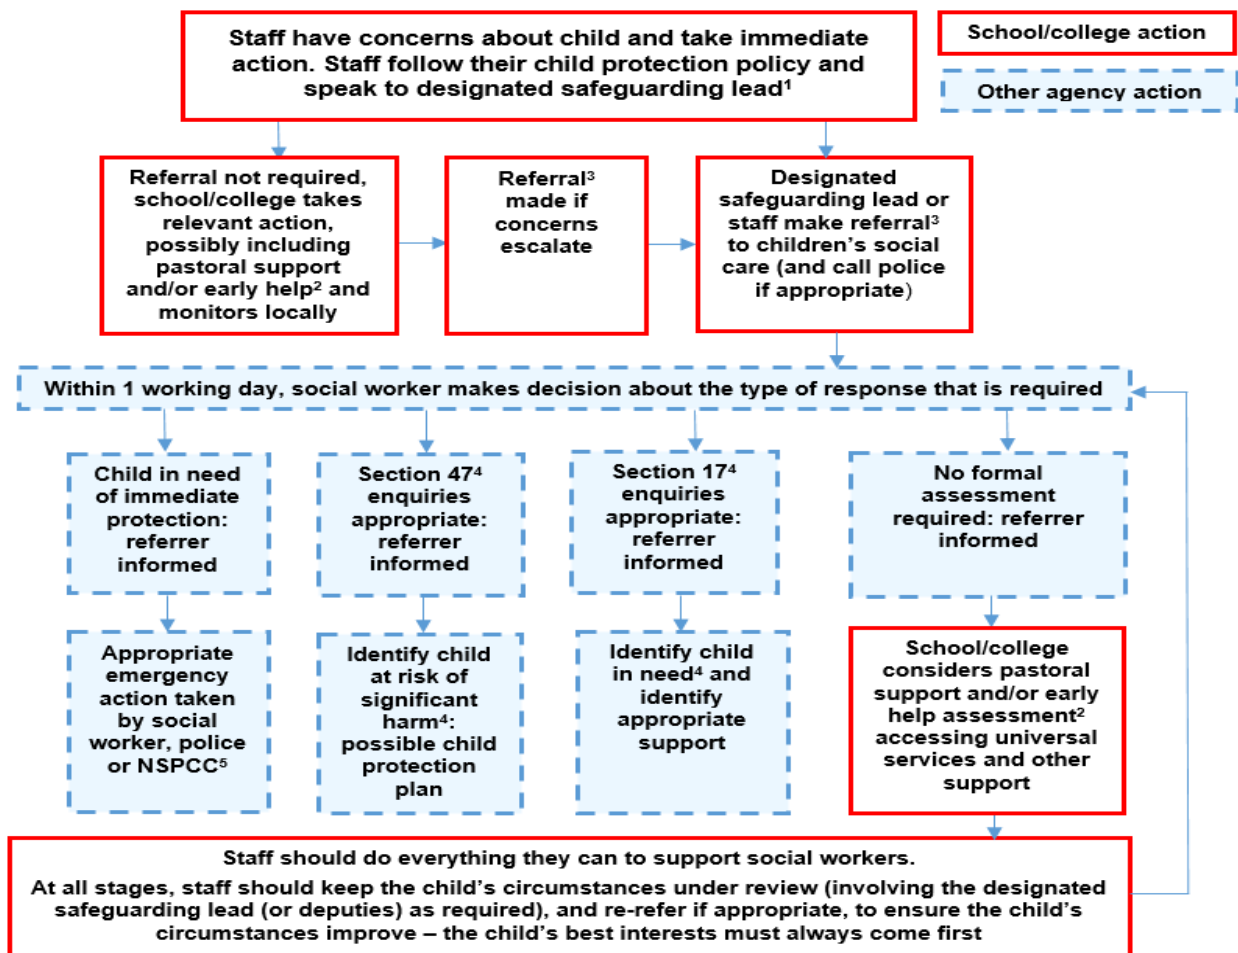 Staff have concerns about child and take immediate
action. Staff follow their child protection policy and
speak to designated safeguarding lead¹
School/college action
Other agency action
Referral not required,
school/college takes
relevant action,
possibly including
pastoral support
and/or early help² and
monitors locally
Referral³
made if
concerns
escalate
Designated
safeguarding lead or
staff make referral³
to children’s social
care (and call police
if appropriate)
Within 1 working day, social worker makes decision about the type of response that is required
Child in need
of immediate
protection:
referrer
informed
Section 47⁴
enquiries
appropriate:
referrer
informed
Section 17⁴
enquiries
appropriate:
referrer
informed
No formal
assessment
required: referrer
informed
Appropriate
emergency
action taken
by social
worker, police
or NSPCC⁵
Identify child
at risk of
significant
harm⁴:
possible child
protection
plan
Identify child
in need⁴ and
identify
appropriate
support
School/college
considers pastoral
support and/or early
help assessment²
accessing universal
services and other
support
Staff should do everything they can to support social workers.
At all stages, staff should keep the child’s circumstances under review (involving the designated
safeguarding lead (or deputies) as required), and re-refer if appropriate, to ensure the child’s
circumstances improve – the child’s best interests must always come first